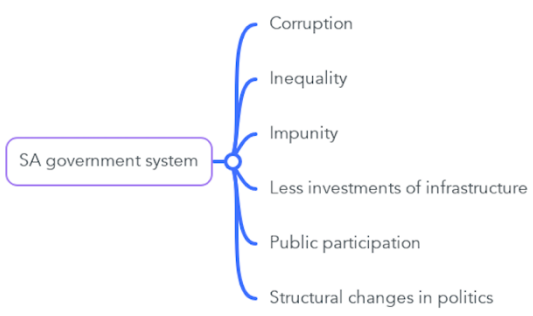 Corruption
Inequality
Impunity
SA government system
Less investments of infrastructure
Public participation
Structural changes in politics